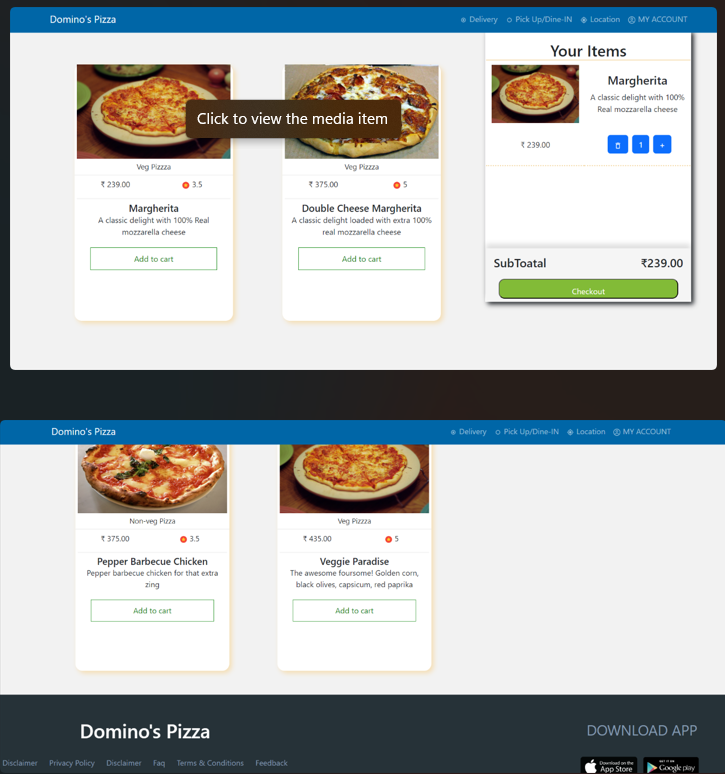 Domino's Pizza
Delivery Pick Up/Dine-IN Location MY ACCOUNT
Click to view the media item
Veg Pizzza
₹ 239.00 3.5
Margherita
A classic delight with 100% Real
mozzarella cheese
Add to cart
Veg Pizzza
₹ 375.00 5
Double Cheese Margherita
A classic delight loaded with extra 100%
real mozzarella cheese
Add to cart
Your Items
Margherita
A classic delight with 100%
Real mozzarella cheese
₹ 239.00 1 +
SubToatal ₹239.00
Checkout
Domino's Pizza
Delivery Pick Up/Dine-IN Location MY ACCOUNT
Non-veg Pizza
₹ 375.00 3.5
Pepper Barbecue Chicken
Pepper barbecue chicken for that extra
zing
Add to cart
Veg Pizzza
₹ 435.00 5
Veggie Paradise
The awesome foursome! Golden corn,
black olives, capsicum, red paprika
Add to cart
Domino's Pizza
DOWNLOAD APP
Disclaimer Privacy Policy Disclaimer Faq Terms & Conditions Feedback
Download on the
App Store
GET IT ON
Google play